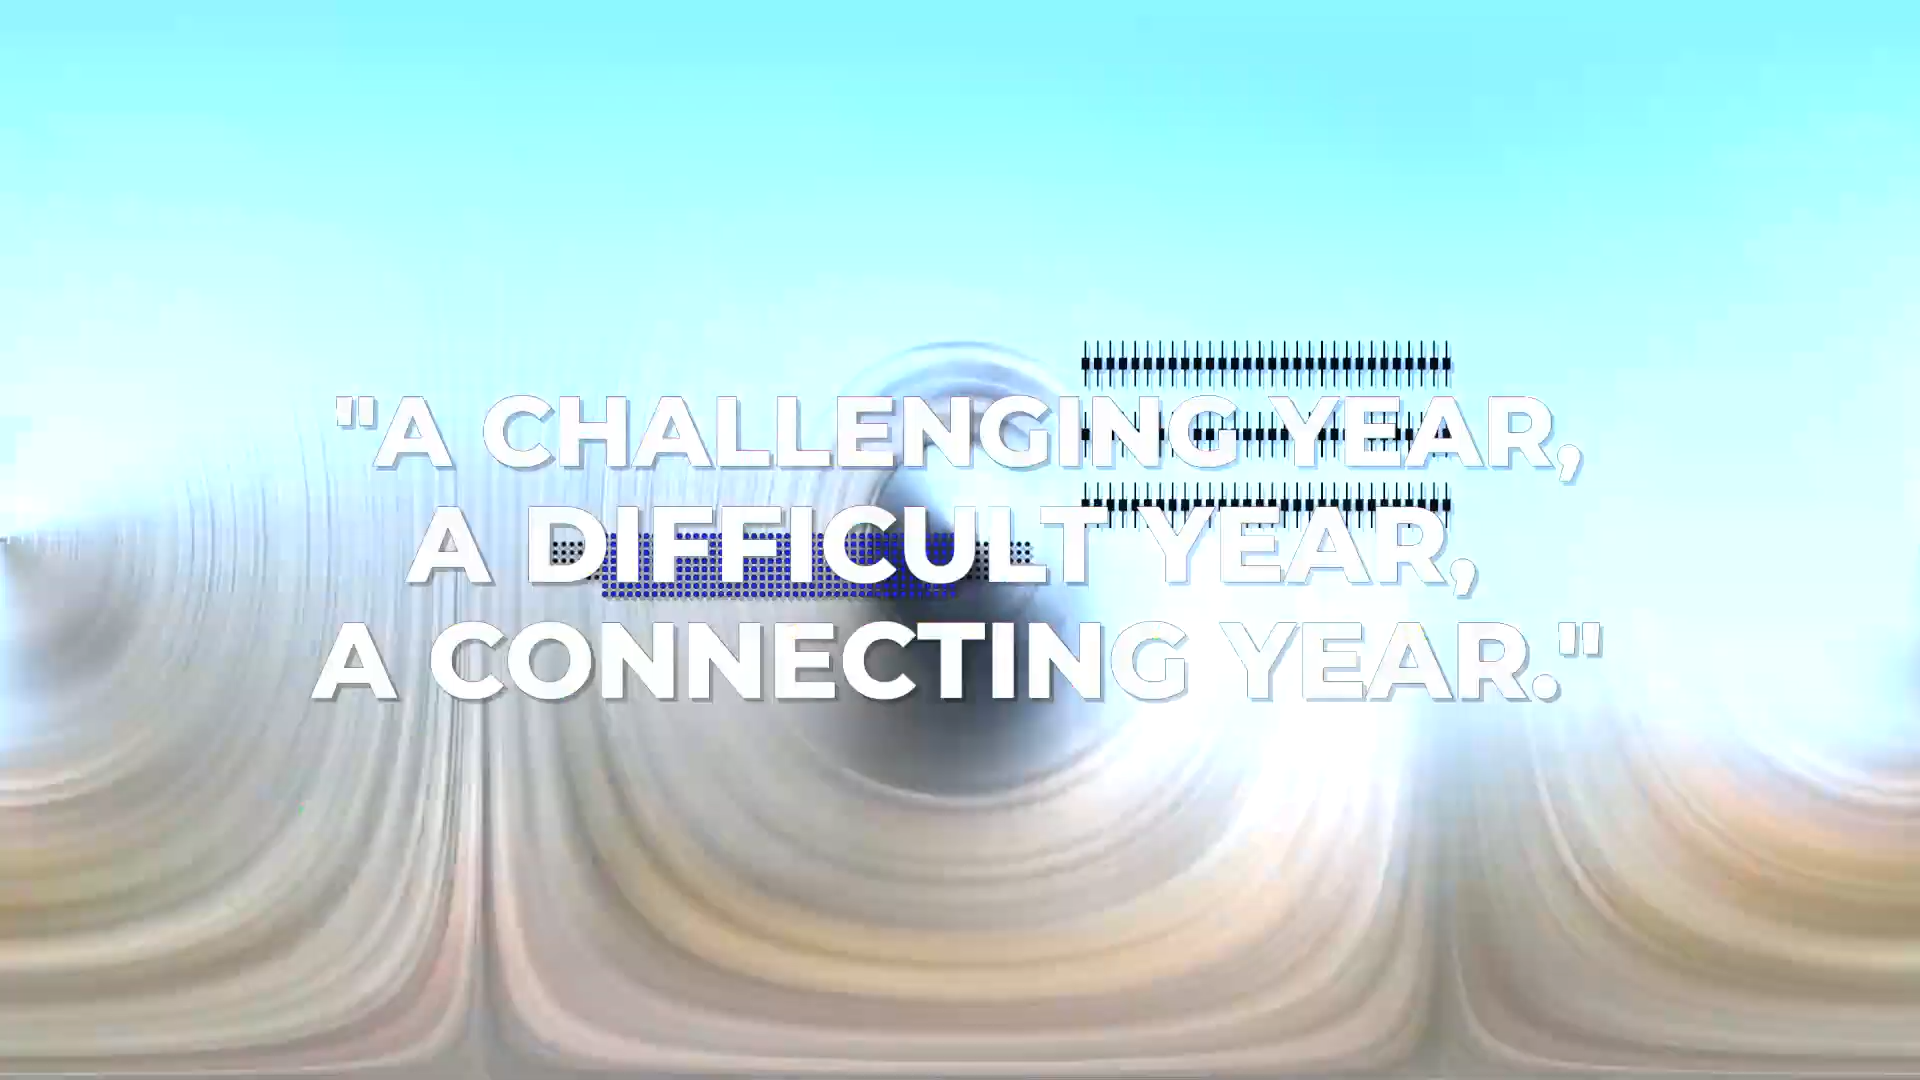 "A CHALLENGING YEAR,
A DIFFICULT YEAR,
A CONNECTING YEAR."